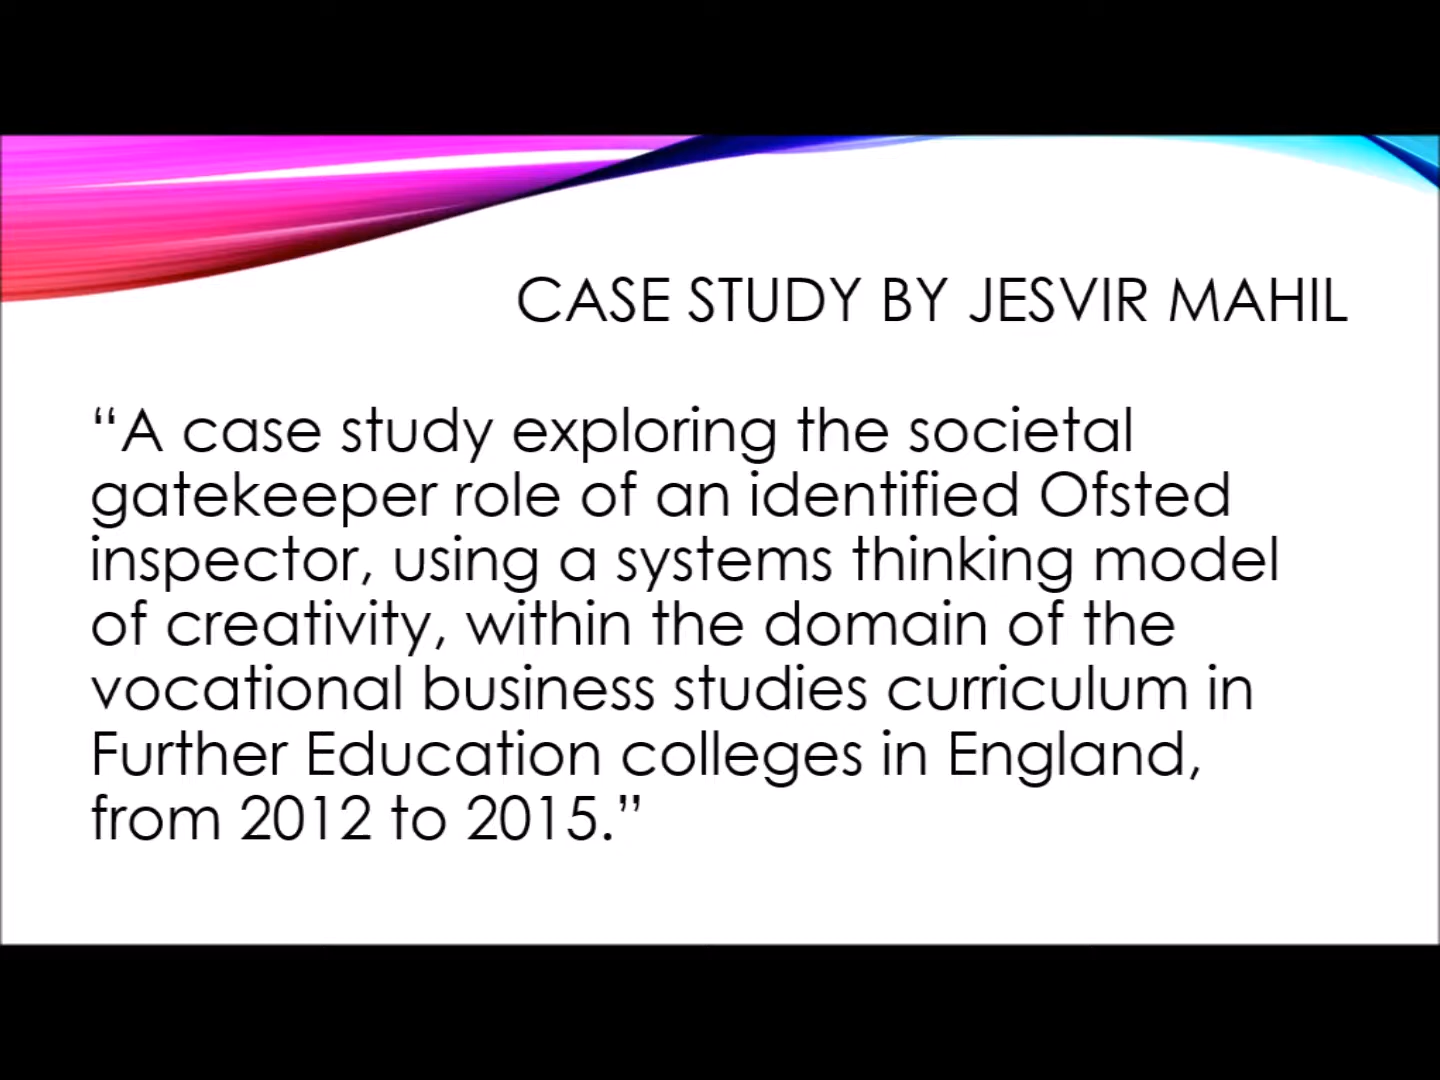 CASE STUDY BY JESVIR MAHIL
“A case study exploring the societal
gatekeeper role of an identified Ofsted
inspector, using a systems thinking model
of creativity, within the domain of the
vocational business studies curriculum in
Further Education colleges in England,
from 2012 to 2015.”